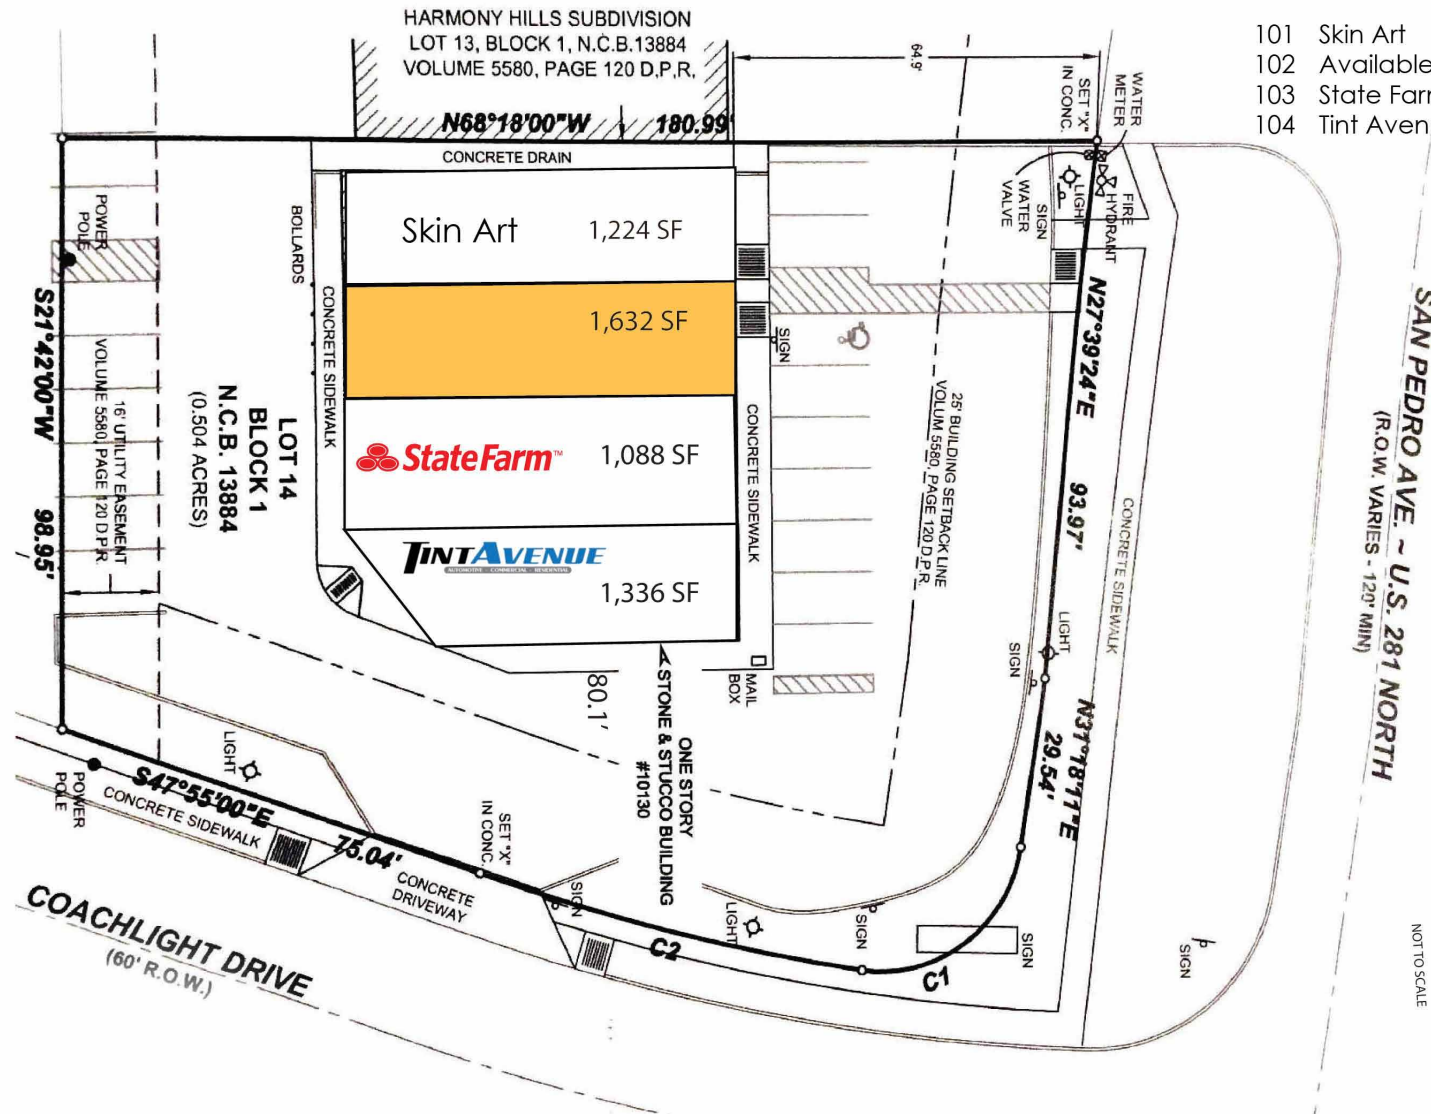 HARMONY HILLS SUBDIVISION
LOT 13, BLOCK 1, N.C.B.13884
VOLUME 5580, PAGE 120 D.P.R.
N68°18'00"W 180.99'
64.9'
101 Skin Art
102 Available
103 State Farm
104 Tint Aven
SET "X"
IN CONC.
WATER
METER
CONCRETE DRAIN
WATER
VALVE
SIGN
LIGHT
FIRE
HYDRANT
POWER
POLE
BOLLARDS
CONCRETE SIDEWALK
Skin Art 1,224 SF
1,632 SF
SIGN
State Farm™ 1,088 SF
TINTAVENUE
AUTOMOTIVE COMMERCIAL RESIDENTIAL
1,336 SF
CONCRETE SIDEWALK
25' BUILDING SETBACK LINE
VOLUM 5580, PAGE 120 D.P.R.
N27°39'24"E 93.97'
CONCRETE SIDEWALK
SAN PEDRO AVE. ~ U.S. 281 NORTH
(R.O.W. VARIES - 120' MIN)
S21°42'00"W 98.95'
16' UTILITY EASEMENT
VOLUME 5580, PAGE 120 D.P.R.
LOT 14
BLOCK 1
N.C.B. 13884
(0.504 ACRES)
LIGHT
SIGN
N31°18'11"E
29.54'
MAIL
BOX
80.1'
ONE STORY
STONE & STUCCO BUILDING
#10130
LIGHT
POWER
POLE
S47°55'00"E 75.04'
CONCRETE SIDEWALK
SET "X"
IN CONC.
CONCRETE
DRIVEWAY
SIGN
LIGHT
SIGN
SIGN
SIGN
C2
C1
COACHLIGHT DRIVE
(60' R.O.W.)
NOT TO SCALE